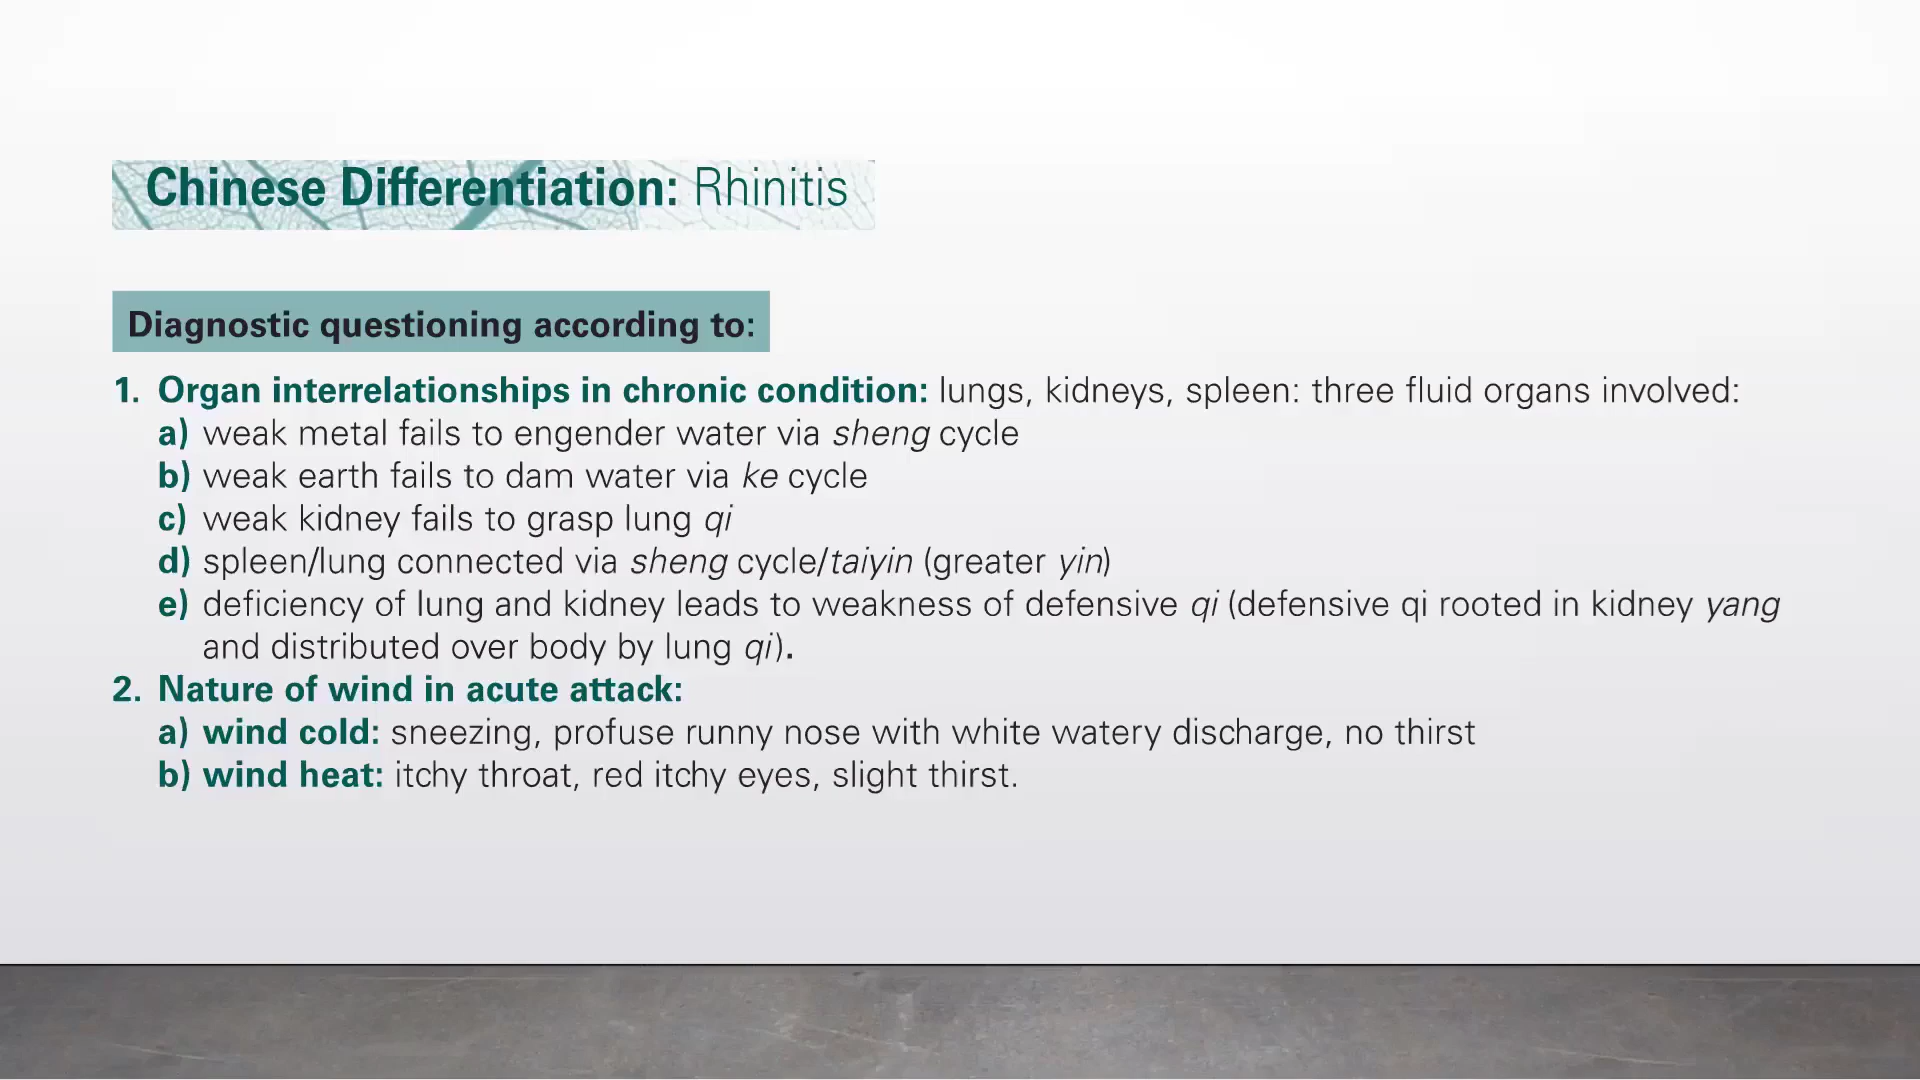 Chinese Differentiation: Rhinitis
Diagnostic questioning according to:
1. Organ interrelationships in chronic condition: lungs, kidneys, spleen: three fluid organs involved:
a) weak metal fails to engender water via sheng cycle
b) weak earth fails to dam water via ke cycle
c) weak kidney fails to grasp lung qi
d) spleen/lung connected via sheng cycle/taiyin (greater yin)
e) deficiency of lung and kidney leads to weakness of defensive qi (defensive qi rooted in kidney yang
and distributed over body by lung qi).
2. Nature of wind in acute attack:
a) wind cold: sneezing, profuse runny nose with white watery discharge, no thirst
b) wind heat: itchy throat, red itchy eyes, slight thirst.